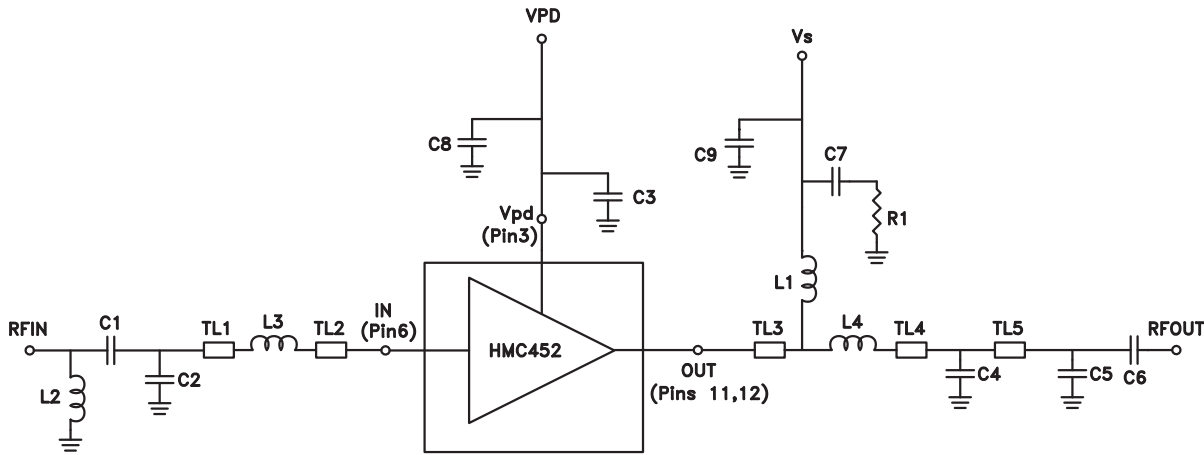 VPD
Vs
C8
C9
C7
C3
R1
Vpd
(Pin3)
L1
IN
(Pin6)
RFIN
C1
TL1
L3
TL2
HMC452
TL3
L4
TL4
TL5
RFOUT
L2
C2
OUT
(Pins 11,12)
C4
C5
C6